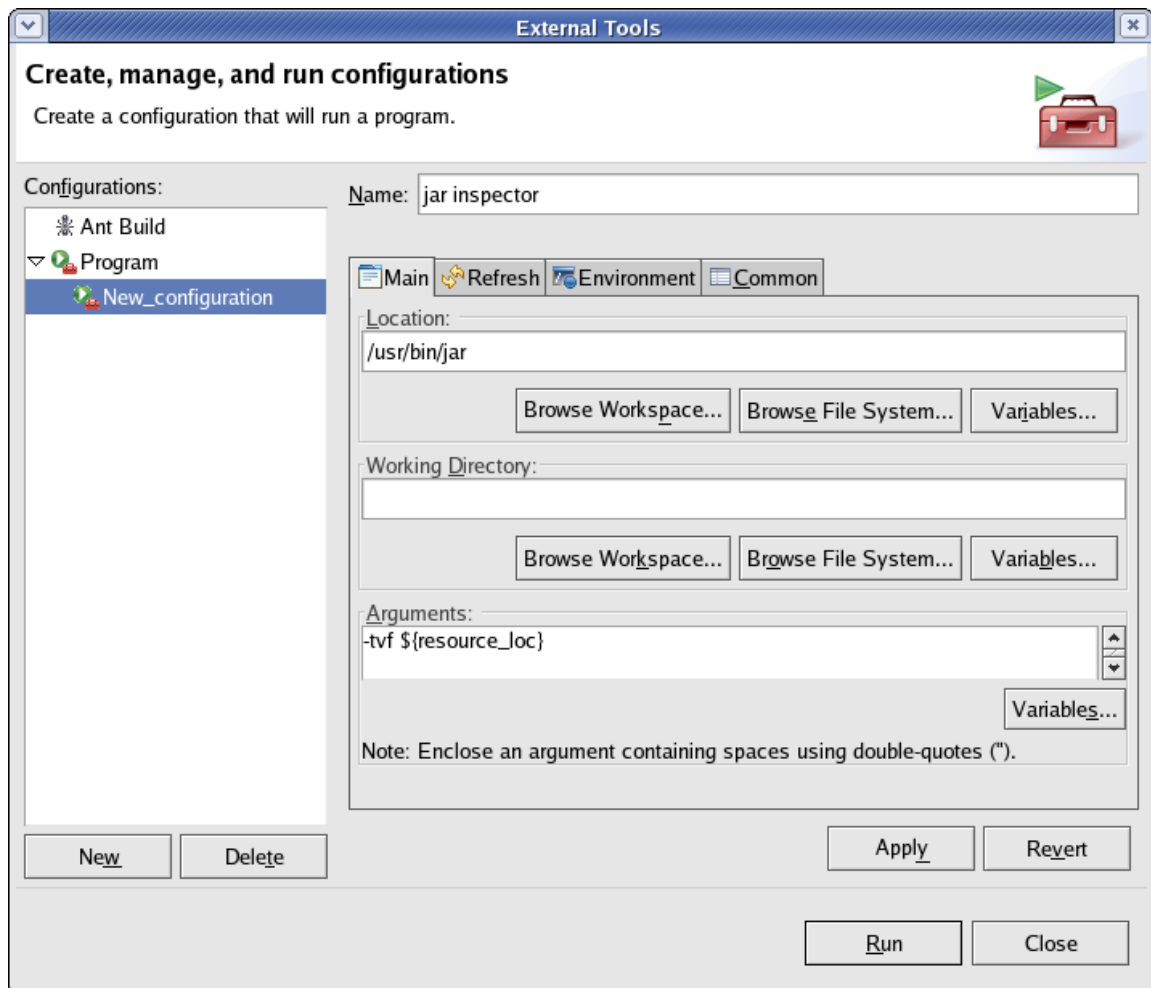 External Tools
Create, manage, and run configurations
Create a configuration that will run a program.
Configurations:
Ant Build
Program
New_configuration
New
Delete
Name: jar inspector
Main Refresh Environment Common
Location:
/usr/bin/jar
Browse Workspace... Browse File System... Variables...
Working Directory:
Browse Workspace... Browse File System... Variables...
Arguments:
-tvf ${resource_loc}
Variables...
Note: Enclose an argument containing spaces using double-quotes (").
Apply Revert
Run Close